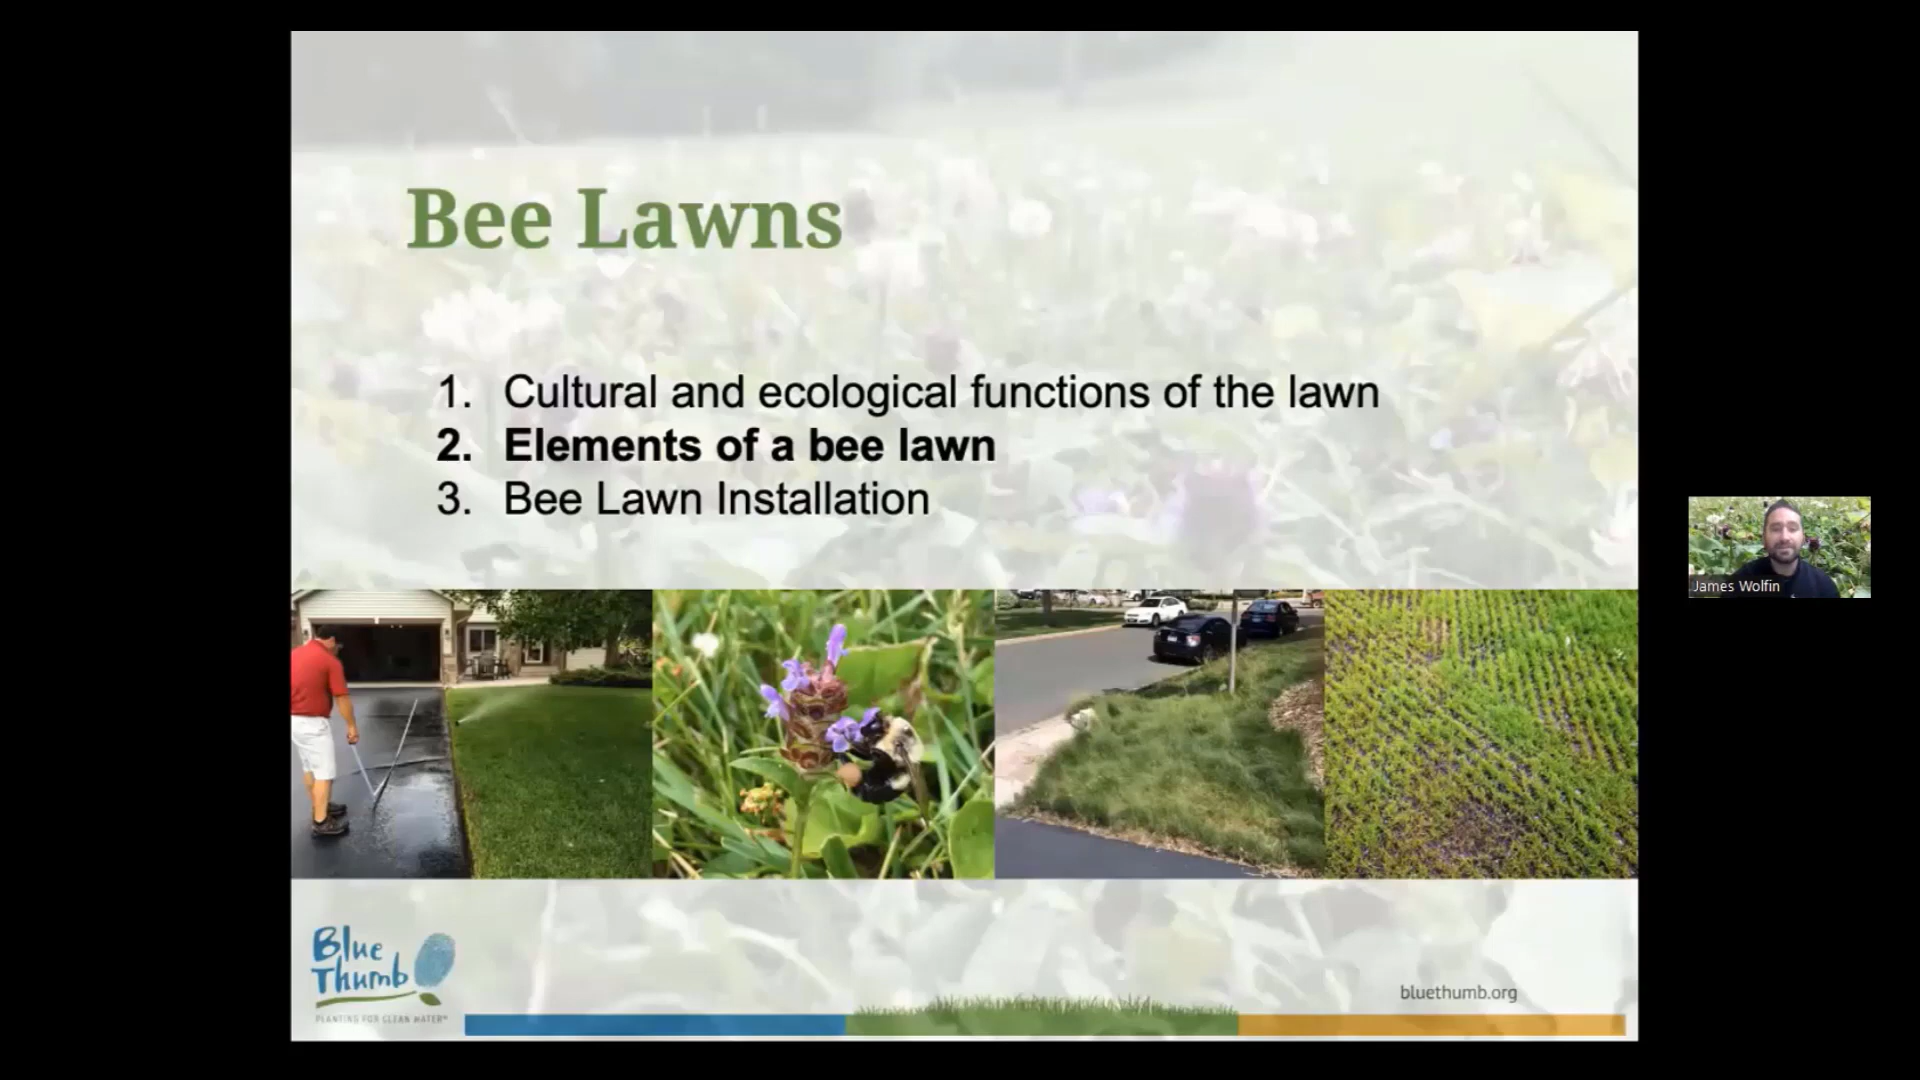 Bee Lawns
1. Cultural and ecological functions of the lawn
2. Elements of a bee lawn
3. Bee Lawn Installation
James Wolfin
Blue
Thumb
PLANTING FOR CLEAN WATER
bluethumb.org